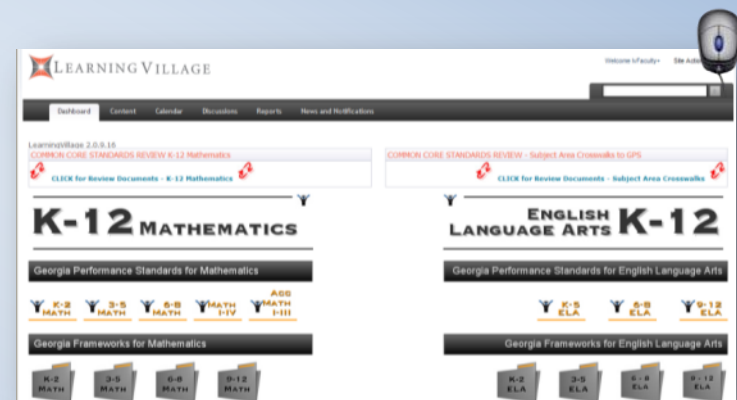 LEARNING VILLAGE
Welcome lvFaculty
Site
Dashboard Content Calendar Discussions Reports News and Notifications
LearningVillage 2.0.9.16
COMMON CORE STANDARDS REVIEW K-12 Mathematics
CLICK for Review Documents - K-12 Mathematics
COMMON CORE STANDARDS REVIEW - Subject Area Crosswalks to GPS
CLICK for Review Documents - Subject Area Crosswalks
K-12 MATHEMATICS
ENGLISH
LANGUAGE ARTS K-12
Georgia Performance Standards for Mathematics
Georgia Performance Standards for English Language Arts
K-2
MATH
3-5
MATH
6-8
MATH
MATH
I-IV
ACC
MATH
I-III
K-5
ELA
6-8
ELA
9-12
ELA
Georgia Frameworks for Mathematics
Georgia Frameworks for English Language Arts
K-2
MATH
3-5
MATH
6-8
MATH
9-12
MATH
K-2
ELA
3-5
ELA
6-8
ELA
9-12
ELA